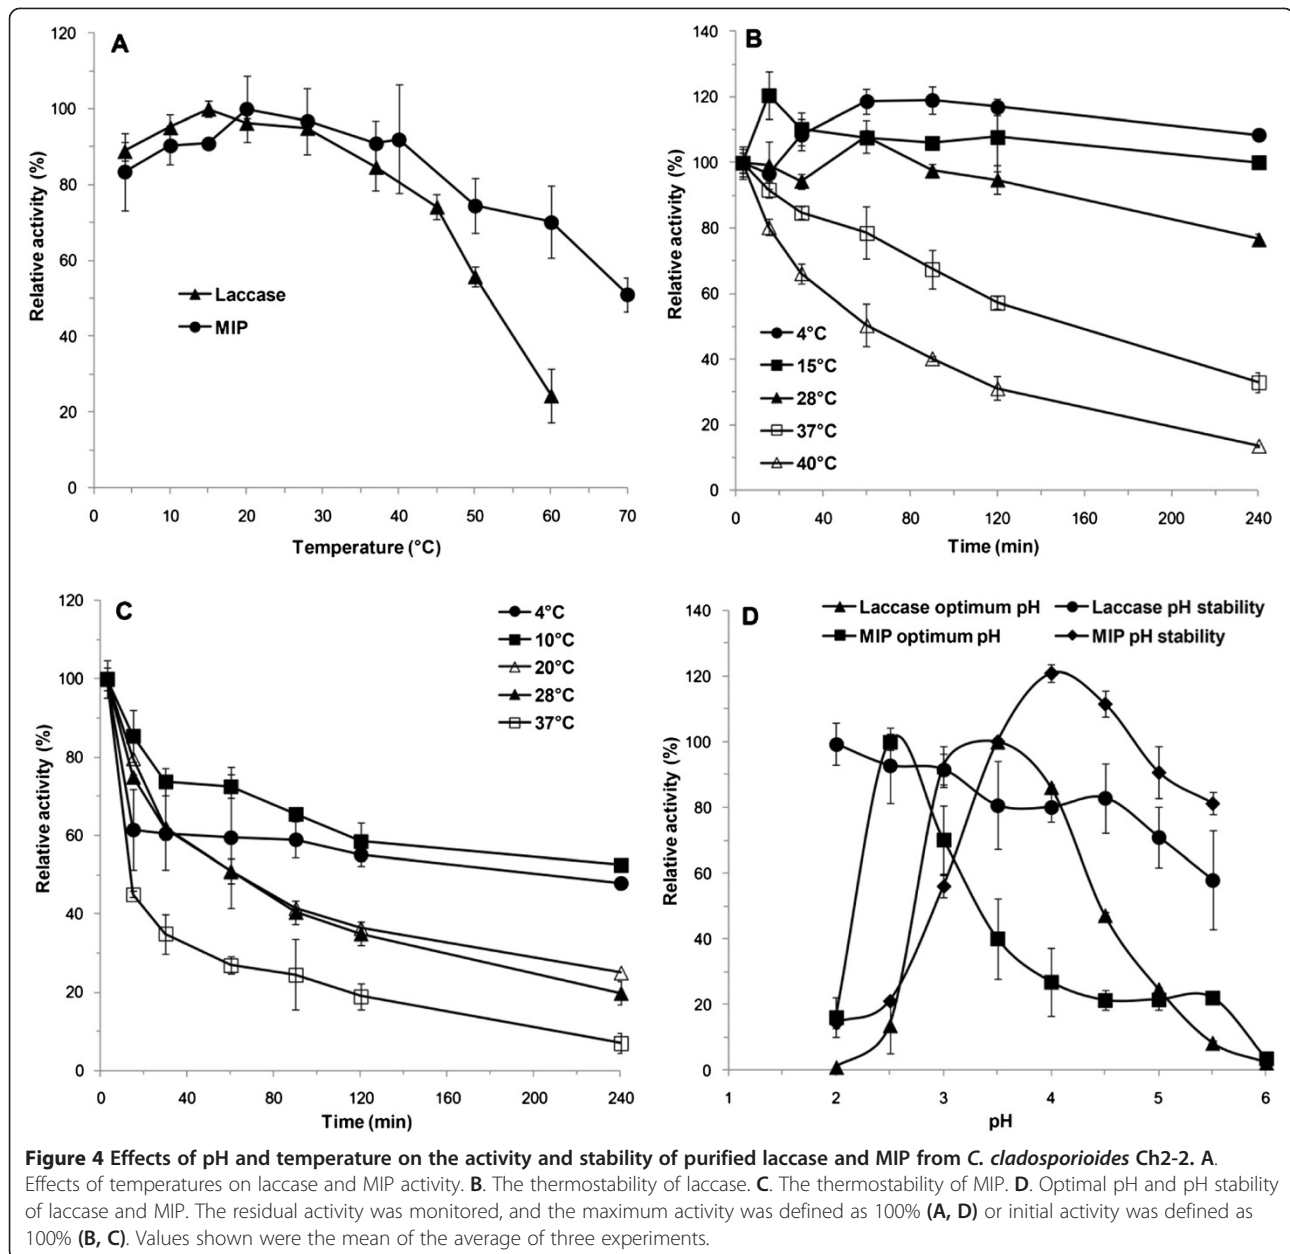 A
120
100
80
60
40
20
0
Relative activity (%)
Laccase
MIP
0 10 20 30 40 50 60 70
Temperature (°C)
B
140
120
100
80
60
40
20
0
Relative activity (%)
4°C
15°C
28°C
37°C
40°C
0 40 80 120 160 200 240
Time (min)
C
120
100
80
60
40
20
0
Relative activity (%)
4°C
10°C
20°C
28°C
37°C
0 40 80 120 160 200 240
Time (min)
D
Laccase optimum pH Laccase pH stability
MIP optimum pH MIP pH stability
140
120
100
80
60
40
20
0
Relative activity (%)
1 2 3 4 5 6
pH
Figure 4 Effects of pH and temperature on the activity and stability of purified laccase and MIP from C. cladosporioides Ch2-2. A.
Effects of temperatures on laccase and MIP activity. B. The thermostability of laccase. C. The thermostability of MIP. D. Optimal pH and pH stability
of laccase and MIP. The residual activity was monitored, and the maximum activity was defined as 100% (A, D) or initial activity was defined as
100% (B, C). Values shown were the mean of the average of three experiments.